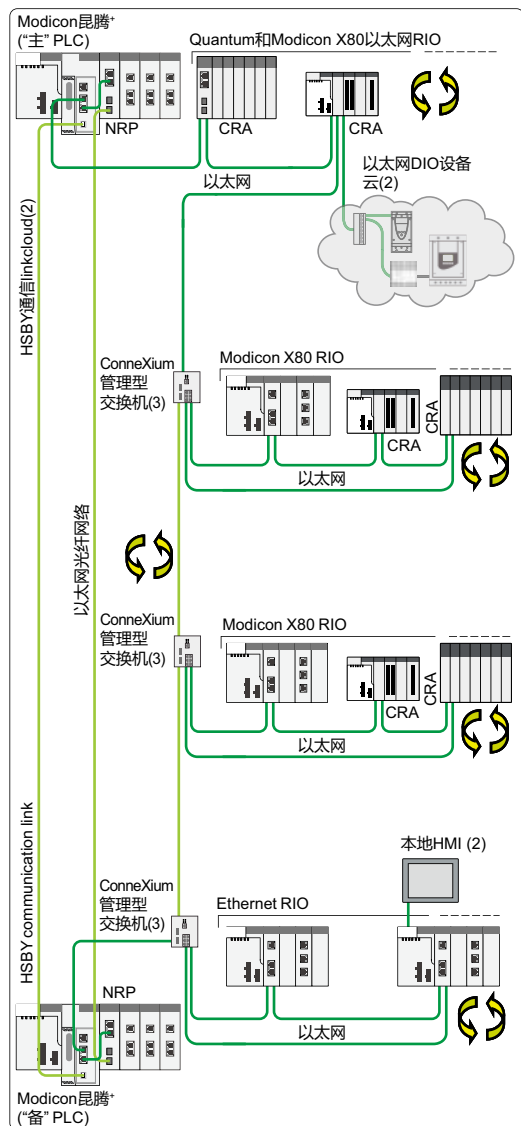 Modicon昆腾⁺
(“主” PLC)
Quantum和Modicon X80以太网RIO
NRP
CRA
CRA
以太网
以太网DIO设备
云(2)
HSBY通信linkcloud(2)
ConneXium
管理型
交换机(3)
Modicon X80 RIO
CRA
CRA
以太网
以太网光纤网络
ConneXium
管理型
交换机(3)
Modicon X80 RIO
CRA
CRA
以太网
HSBY communication link
本地HMI (2)
ConneXium
管理型
交换机(3)
Ethernet RIO
NRP
以太网
Modicon昆腾⁺
(“备” PLC)